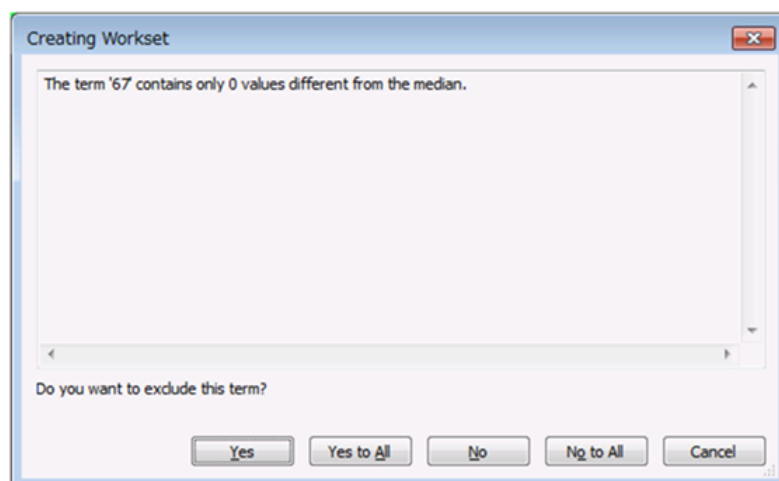 Creating Workset
The term '67' contains only 0 values different from the median.
Do you want to exclude this term?
Yes
Yes to All
No
No to All
Cancel